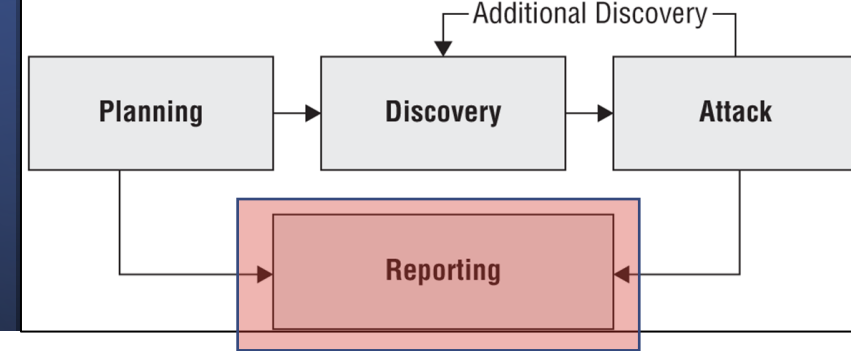 Additional Discovery
Planning
Discovery
Attack
Reporting